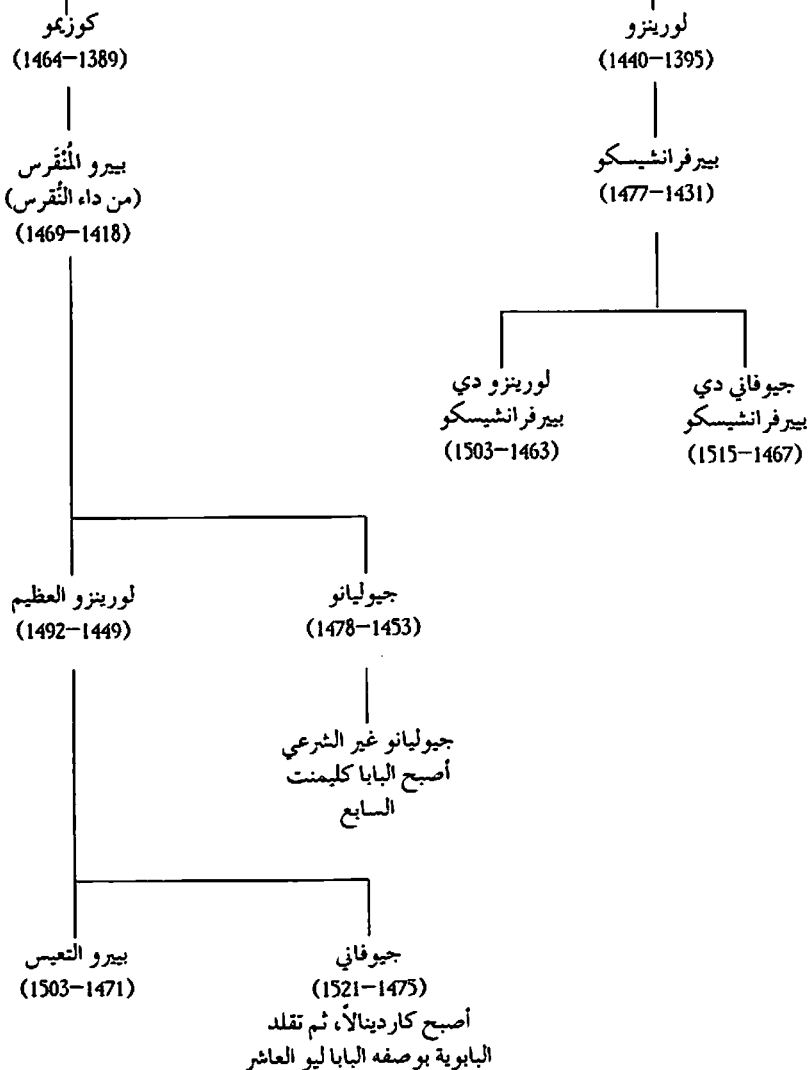 كوزيمو
(1389–1464)
لورينزو
(1395–1440)
بييرو المُنْقَرس
(من داء النُّقرس)
(1418–1469)
بييرفرانشيسكو
(1431–1477)
لورينزو دي
بييرفرانشيسكو
(1463–1503)
جيوفاني دي
بييرفرانشيسكو
(1467–1515)
لورينزو العظيم
(1449–1492)
جيوليانو
(1453–1478)
جيوليانو غير الشرعي
أصبح البابا كليمنت
السابع
بييرو التعيس
(1471–1503)
جيوفاني
(1475–1521)
أصبح كاردينالاً، ثم تقلد
البابوية بوصفه البابا ليو العاشر